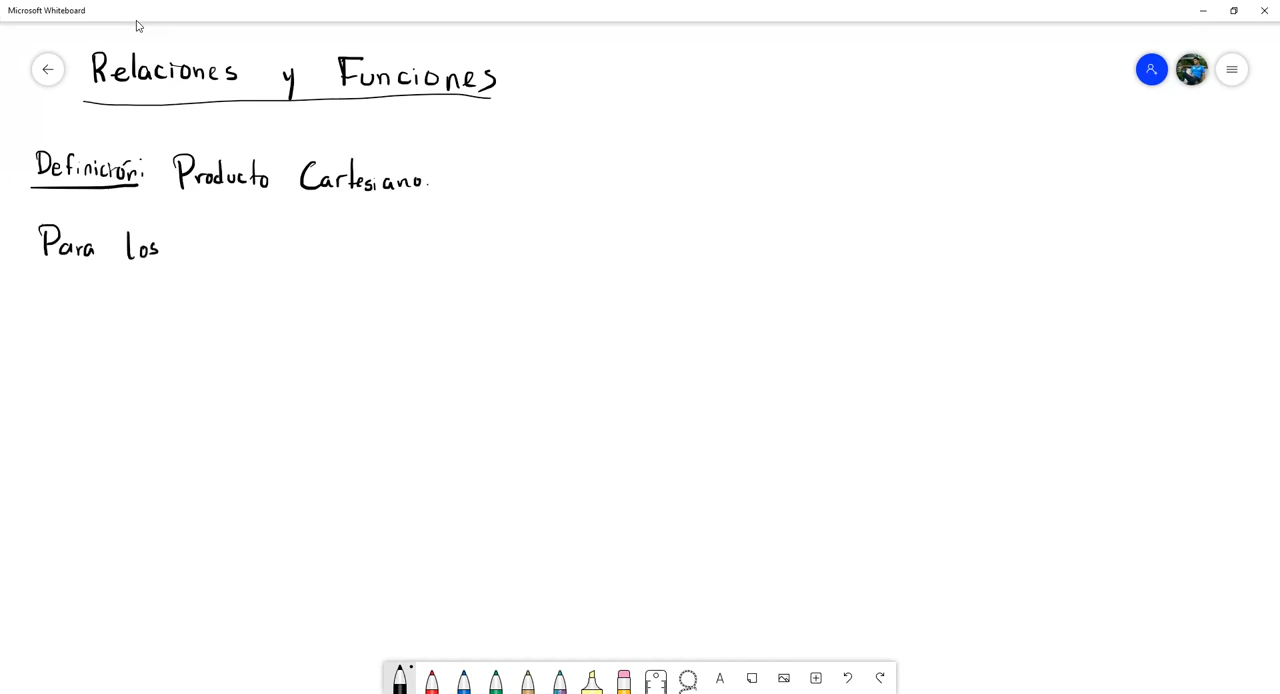 Microsoft Whiteboard
Relaciones y Funciones
Definición: Producto Cartesiano.
Para los
A